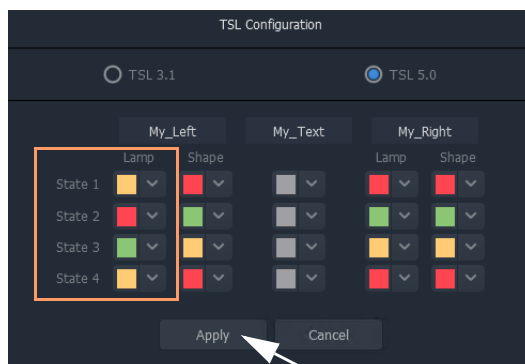 TSL Configuration
TSL 3.1 TSL 5.0
My_Left My_Text My_Right
Lamp Shape Lamp Shape
State 1
State 2
State 3
State 4
Apply Cancel